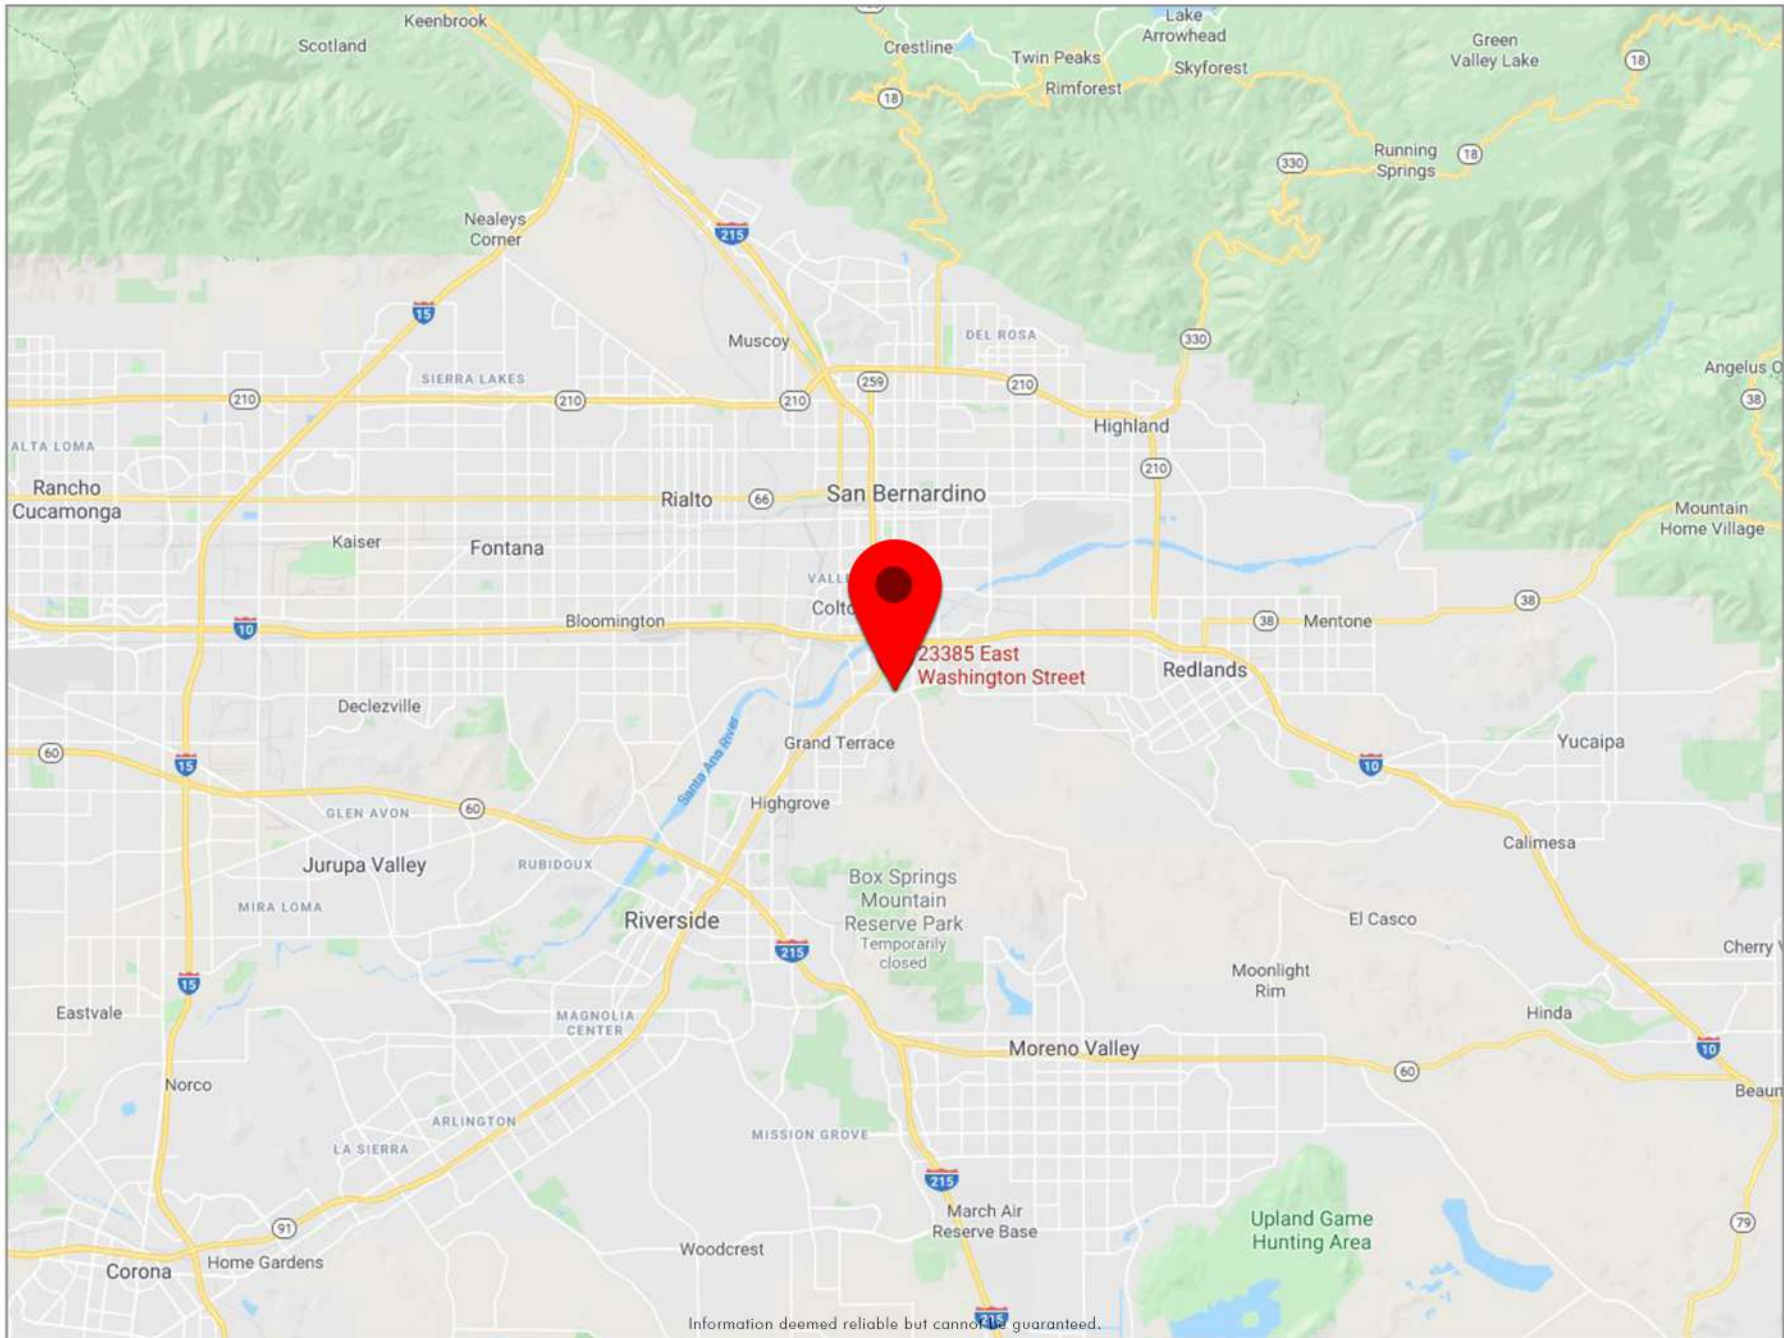 Keenbrook
Scotland
Crestline
Lake
Arrowhead
Twin Peaks
Skyforest
Rimforest
Green
Valley Lake
18
18
Running
Springs
18
330
Nealeys
Corner
215
15
Muscoy
DEL ROSA
330
SIERRA LAKES
259
210
210
210
210
Angelus O
38
Highland
ALTA LOMA
210
Rancho
Cucamonga
Rialto
66
San Bernardino
Mountain
Home Village
Kaiser
Fontana
VALLE
Colto
38
10
Bloomington
38
Mentone
23385 East
Washington Street
Redlands
Declezville
Santa Ana River
Grand Terrace
60
15
10
Yucaipa
Highgrove
GLEN AVON
60
Calimesa
Jurupa Valley
RUBIDOUX
Box Springs
Mountain
Reserve Park
Temporarily
closed
MIRA LOMA
Riverside
El Casco
215
Cherry V
15
Moonlight
Rim
Eastvale
MAGNOLIA
CENTER
Hinda
Moreno Valley
10
60
Norco
Beaum
ARLINGTON
MISSION GROVE
LA SIERRA
215
March Air
Reserve Base
Upland Game
Hunting Area
79
91
Woodcrest
Home Gardens
Corona
215
Information deemed reliable but cannot be guaranteed.